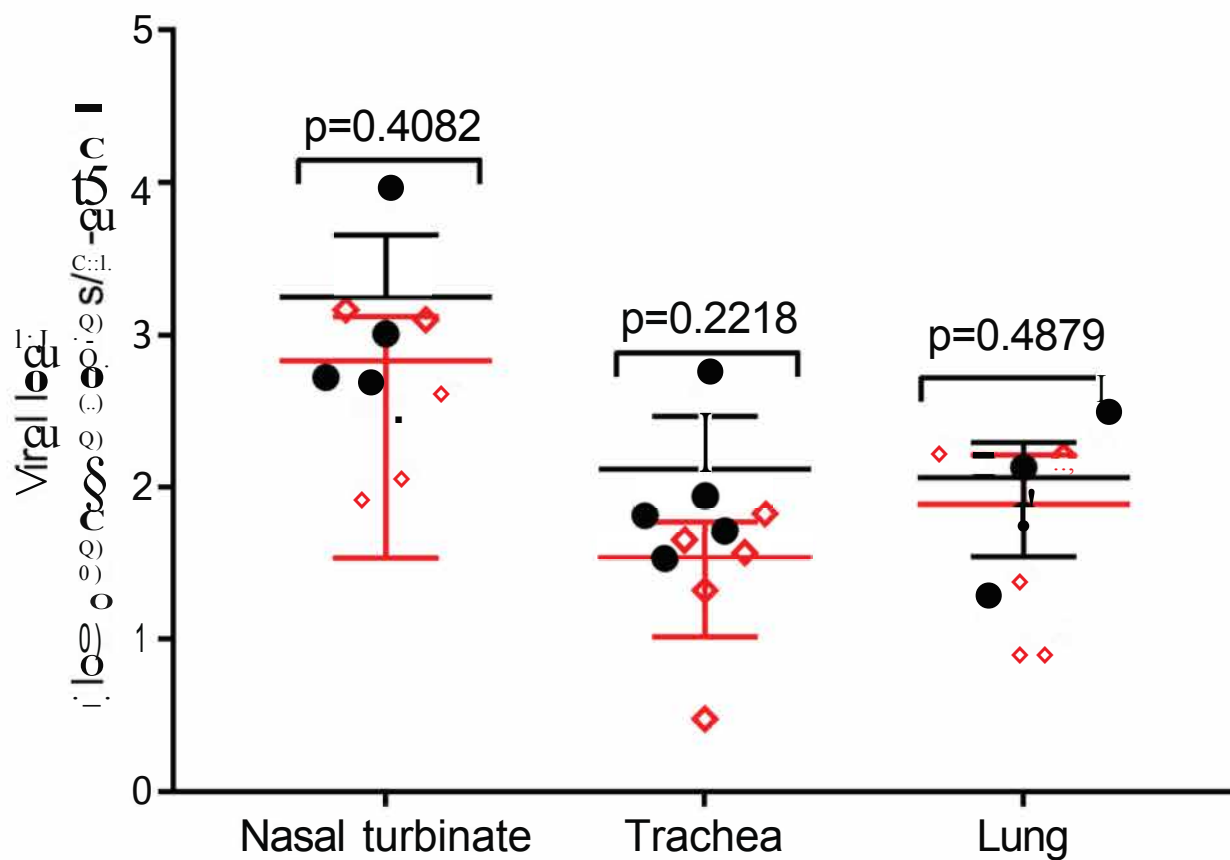 5
4
3
2
1
0
p=0.4082
p=0.2218
p=0.4879
Nasal turbinate
Trachea
Lung